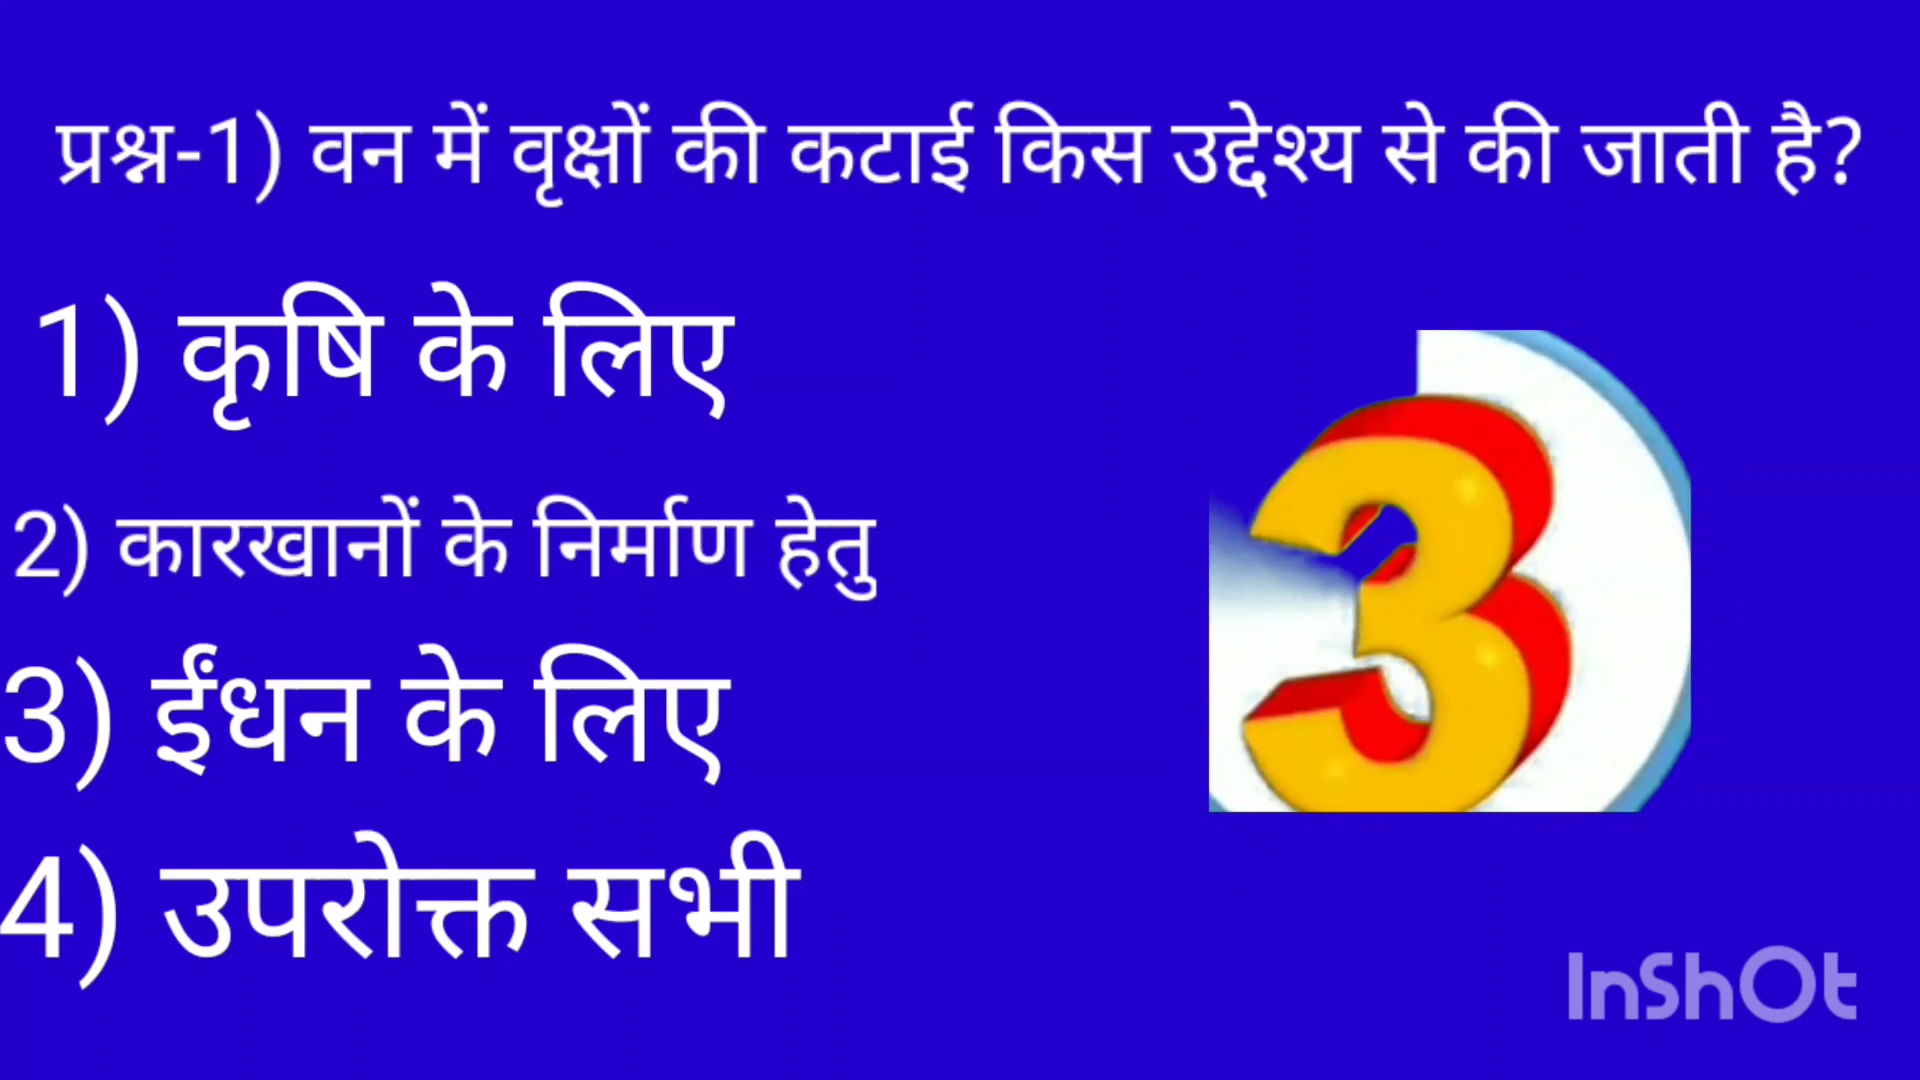 प्रश्न-1) वन में वृक्षों की कटाई किस उद्देश्य से की जाती है?
1) कृषि के लिए
2) कारखानों के निर्माण हेतु
3) ईंधन के लिए
4) उपरोक्त सभी
3
InShOt